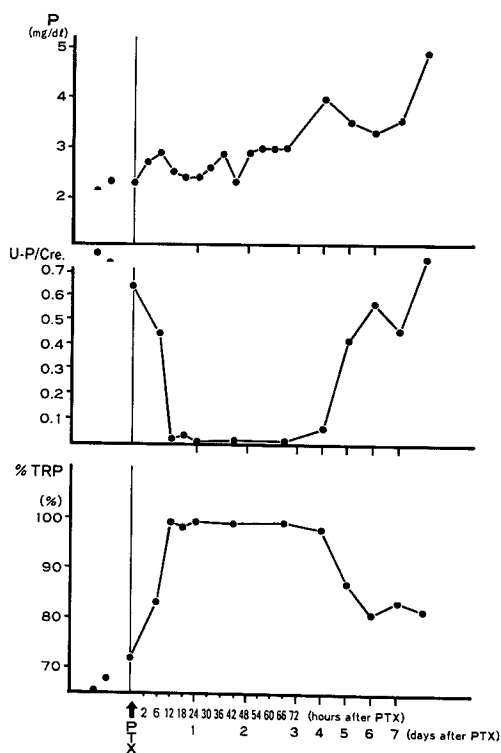 P
(mg/dℓ)
5
4
3
2
U-P/Cre.
0.7
0.6
0.5
0.4
0.3
0.2
0.1
% TRP
(%)
100
90
80
70
2 6 12 18 24 30 36 42 48 54 60 66 72 (hours after PTX)
1 2 3 4 5 6 7 (days after PTX)
PTX